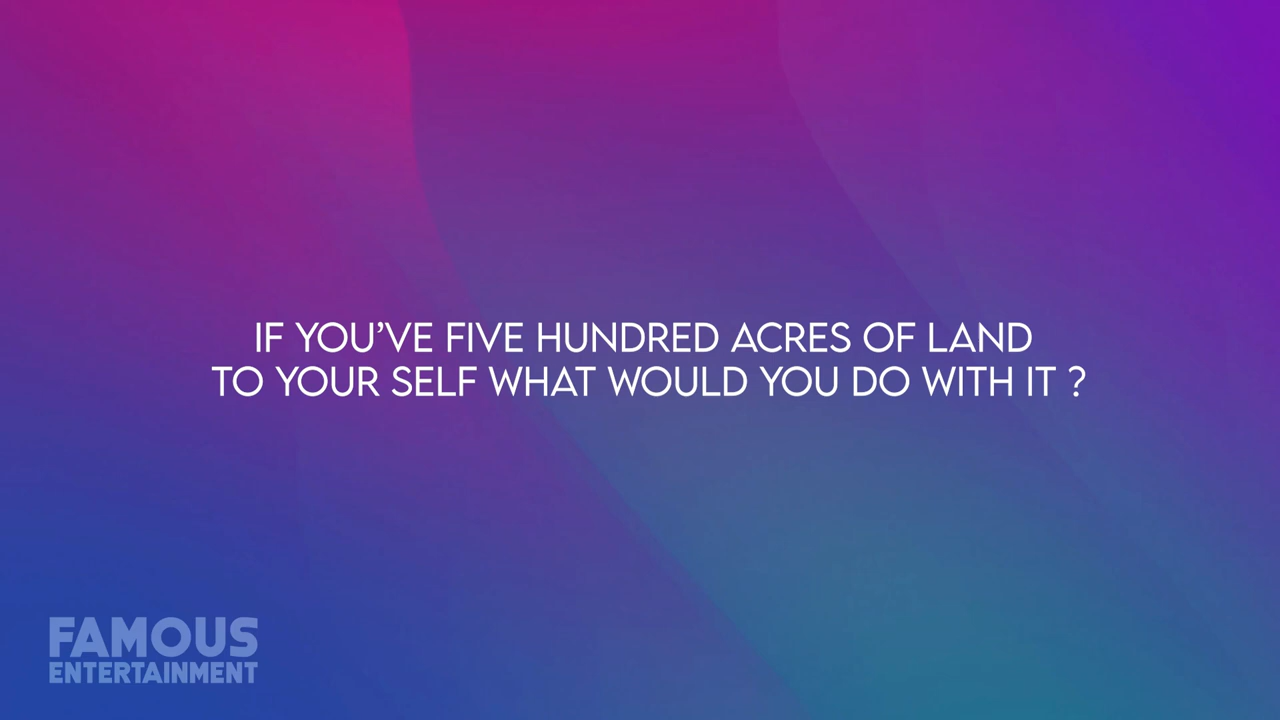 IF YOU’VE FIVE HUNDRED ACRES OF LAND
TO YOUR SELF WHAT WOULD YOU DO WITH IT ?
FAMOUS
ENTERTAINMENT